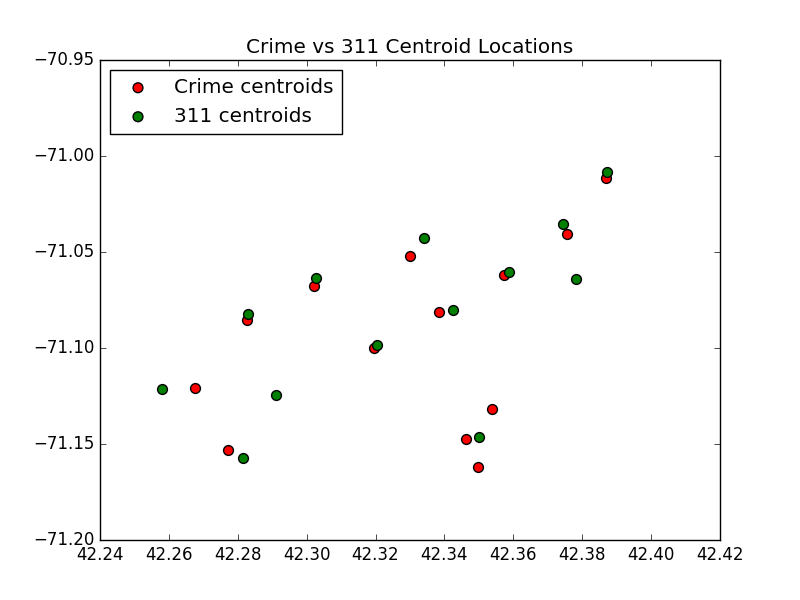 Crime vs 311 Centroid Locations
Crime centroids
311 centroids
−70.95
−71.00
−71.05
−71.10
−71.15
−71.20
42.24 42.26 42.28 42.30 42.32 42.34 42.36 42.38 42.40 42.42